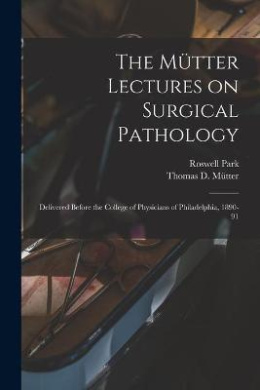 The Mütter
Lectures on
Surgical
Pathology
Roswell Park
Thomas D. Mütter
Delivered Before the College of Physicians of Philadelphia, 1890-
91